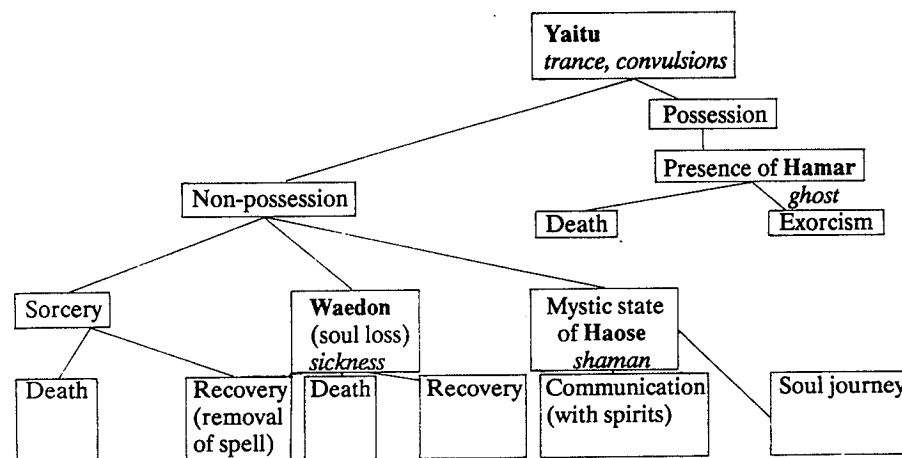 Yaitu
trance, convulsions
Possession
Presence of Hamar
ghost
Non-possession
Death
Exorcism
Sorcery
Waedon
(soul loss)
sickness
Mystic state
of Haose
shaman
Death
Recovery
(removal
of spell)
Death
Recovery
Communication
(with spirits)
Soul journey